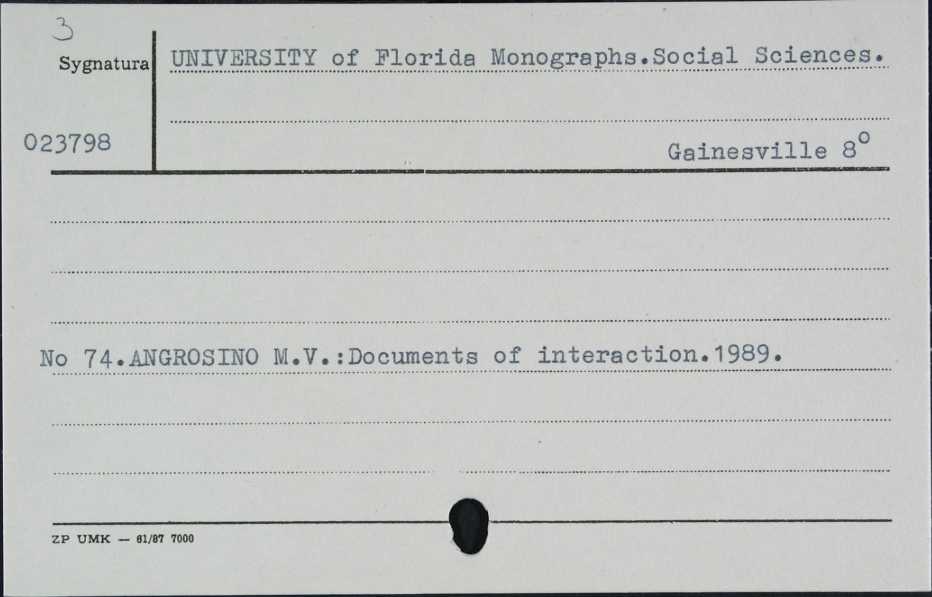 3
Sygnatura
UNIVERSITY of Florida Monographs.Social Sciences.
023798
Gainesville 8°
No 74.ANGROSINO M.V.:Documents of interaction.1989.
ZP UMK — 81/87 7000